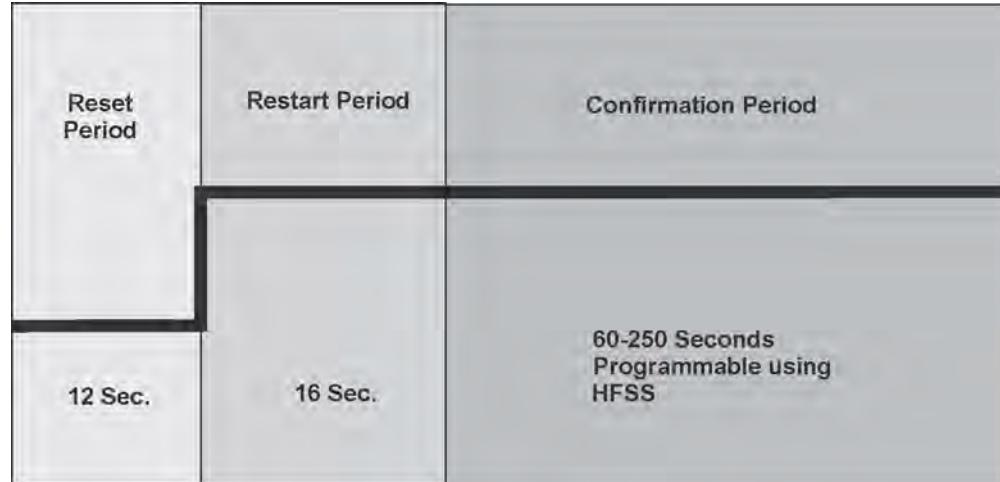 Reset
Period
Restart Period
Confirmation Period
12 Sec.
16 Sec.
60-250 Seconds
Programmable using
HFSS